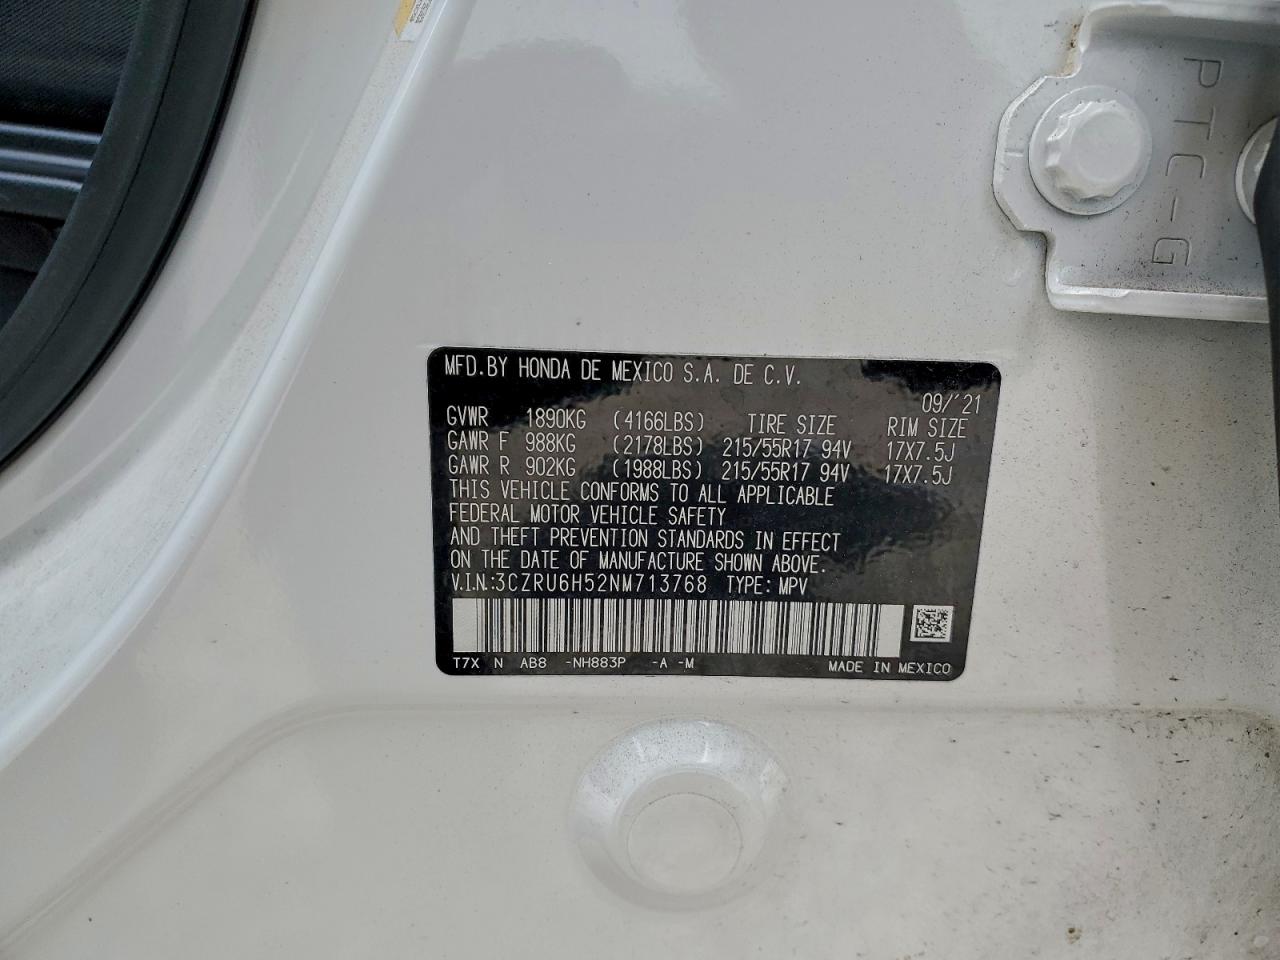 PTC-G
MFD.BY HONDA DE MEXICO S.A. DE C.V.
09/'21
GVWR 1890KG (4166LBS) TIRE SIZE RIM SIZE
GAWR F 988KG (2178LBS) 215/55R17 94V 17X7.5J
GAWR R 902KG (1988LBS) 215/55R17 94V 17X7.5J
THIS VEHICLE CONFORMS TO ALL APPLICABLE
FEDERAL MOTOR VEHICLE SAFETY
AND THEFT PREVENTION STANDARDS IN EFFECT
ON THE DATE OF MANUFACTURE SHOWN ABOVE.
V.I.N.:3CZRU6H52NM713768 TYPE: MPV
T7X N AB8 -NH883P -A -M MADE IN MEXICO